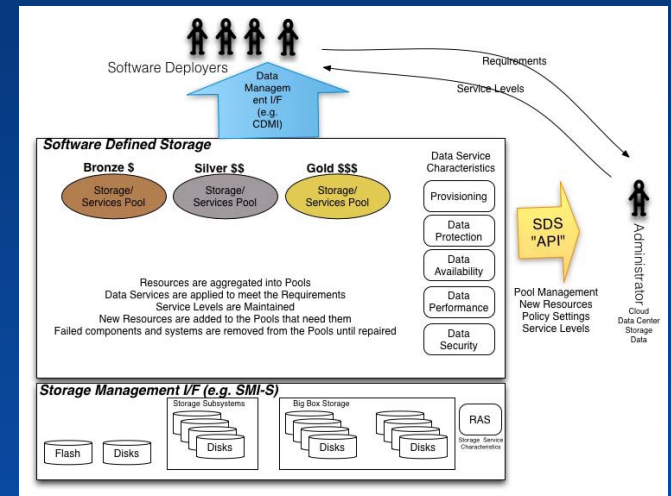 Software Deployers
Requirements
Service Levels
Data
Managem
ent I/F
(e.g.
CDMI)
Software Defined Storage
Bronze $
Silver $$
Gold $$$
Storage/
Services Pool
Storage/
Services Pool
Storage/
Services Pool
Data Service
Characteristics
Provisioning
Data
Protection
Data
Availability
Data
Performance
Data
Security
Resources are aggregated into Pools
Data Services are applied to meet the Requirements
Service Levels are Maintained
New Resources are added to the Pools that need them
Failed components and systems are removed from the Pools until repaired
SDS
"API"
Pool Management
New Resources
Policy Settings
Service Levels
Administrator
Cloud
Data Center
Storage
Data
Storage Management I/F (e.g. SMI-S)
Flash
Disks
Storage Subsystems
Disks
Big Box Storage
Disks
Disks
RAS
Storage Service
Characteristics